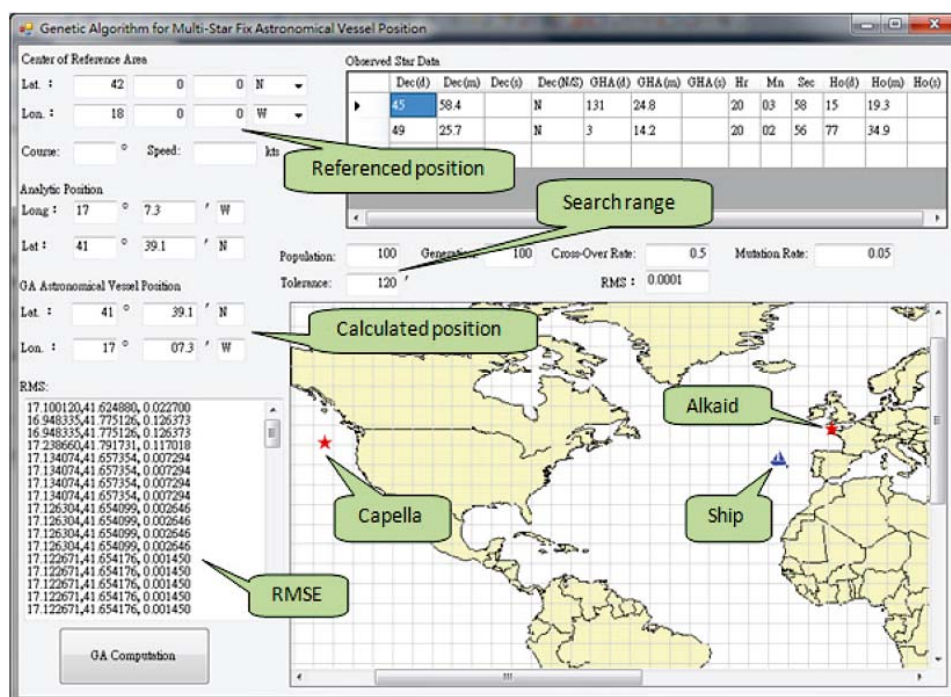 Genetic Algorithm for Multi-Star Fix Astronomical Vessel Position
Center of Reference Area
Lat. : 42 0 0 N
Lon. : 18 0 0 W
Course: ° Speed: kts
Referenced position
Observed Star Data
Dec(d) Dec(m) Dec(s) Dec(N/S) GHA(d) GHA(m) GHA(s) Hr Mn Sec Ho(d) Ho(m) Ho(s)
45 58.4 N 131 24.8 20 03 58 15 19.3
49 25.7 N 3 14.2 20 02 56 77 34.9
Search range
Analytic Position
Long : 17 ° 7.3 ′ W
Lat : 41 ° 39.1 ′ N
Population: 100 Generation: 100 Cross-Over Rate: 0.5 Mutation Rate: 0.05
Tolerance: 120 ′ RMS : 0.0001
GA Astronomical Vessel Position
Lat. : 41 ° 39.1 ′ N
Lon. : 17 ° 07.3 ′ W
Calculated position
RMS:
17.100120,41.624880, 0.022700
16.948335,41.775126, 0.126373
16.948335,41.775126, 0.126373
17.238660,41.791731, 0.117018
17.134074,41.657354, 0.007294
17.134074,41.657354, 0.007294
17.134074,41.657354, 0.007294
17.126304,41.654099, 0.002646
17.126304,41.654099, 0.002646
17.126304,41.654099, 0.002646
17.126304,41.654099, 0.002646
17.122671,41.654176, 0.001450
17.122671,41.654176, 0.001450
17.122671,41.654176, 0.001450
17.122671,41.654176, 0.001450
17.122671,41.654176, 0.001450
RMSE
Alkaid
Capella
Ship
GA Computation